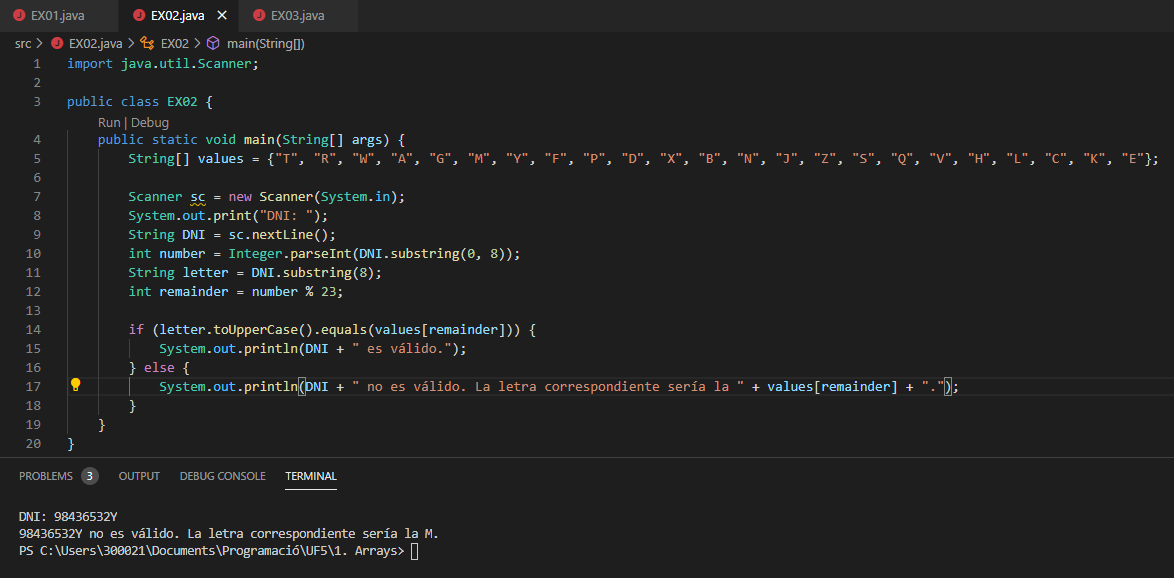 EX01.java EX02.java EX03.java
src > EX02.java > EX02 > main(String[])
1 import java.util.Scanner;
2
3 public class EX02 {
Run | Debug
4 public static void main(String[] args) {
5 String[] values = {"T", "R", "W", "A", "G", "M", "Y", "F", "P", "D", "X", "B", "N", "J", "Z", "S", "Q", "V", "H", "L", "C", "K", "E"};
6
7 Scanner sc = new Scanner(System.in);
8 System.out.print("DNI: ");
9 String DNI = sc.nextLine();
10 int number = Integer.parseInt(DNI.substring(0, 8));
11 String letter = DNI.substring(8);
12 int remainder = number % 23;
13
14 if (letter.toUpperCase().equals(values[remainder])) {
15 System.out.println(DNI + " es válido.");
16 } else {
17 System.out.println(DNI + " no es válido. La letra correspondiente sería la " + values[remainder] + ".");
18 }
19 }
20 }
PROBLEMS 3 OUTPUT DEBUG CONSOLE TERMINAL
DNI: 98436532Y
98436532Y no es válido. La letra correspondiente sería la M.
PS C:\Users\300021\Documents\Programació\UF5\1. Arrays>